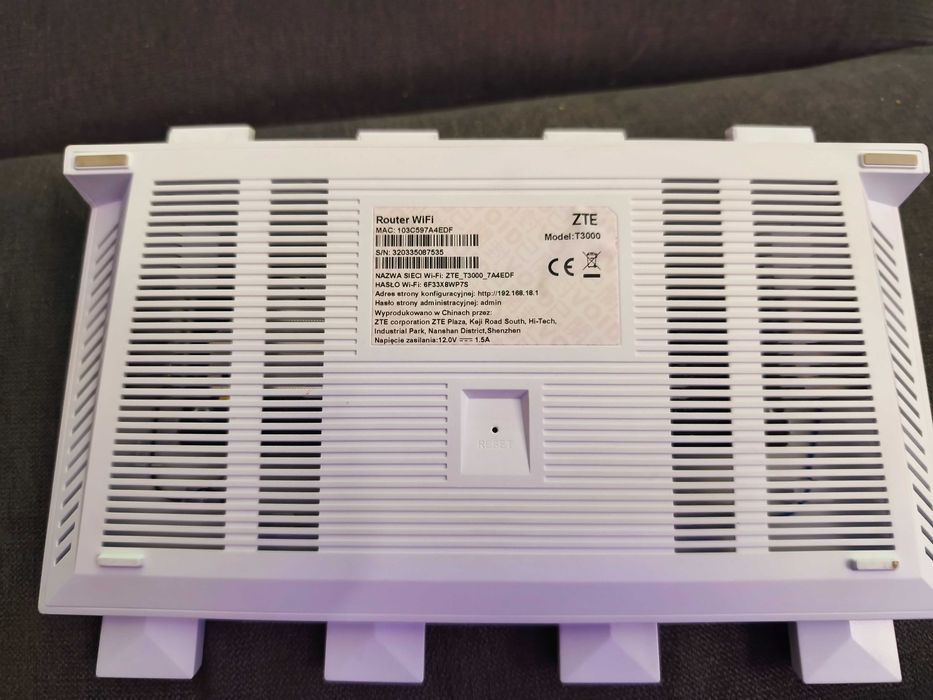 Router WiFi
ZTE
MAC: 103C597A4EDF
Model:T3000
S/N: 320335087535
CE
NAZWA SIECI Wi-Fi: ZTE_T3000_7A4EDF
HASŁO Wi-Fi: 6F33X8WP7S
Adres strony konfiguracyjnej: http://192.168.18.1
Hasło strony administracyjnej: admin
Wyprodukowano w Chinach przez:
ZTE corporation ZTE Plaza, Keji Road South, Hi-Tech,
Industrial Park, Nanshan District,Shenzhen
Napięcie zasilania:12.0V 1.5A
RESET